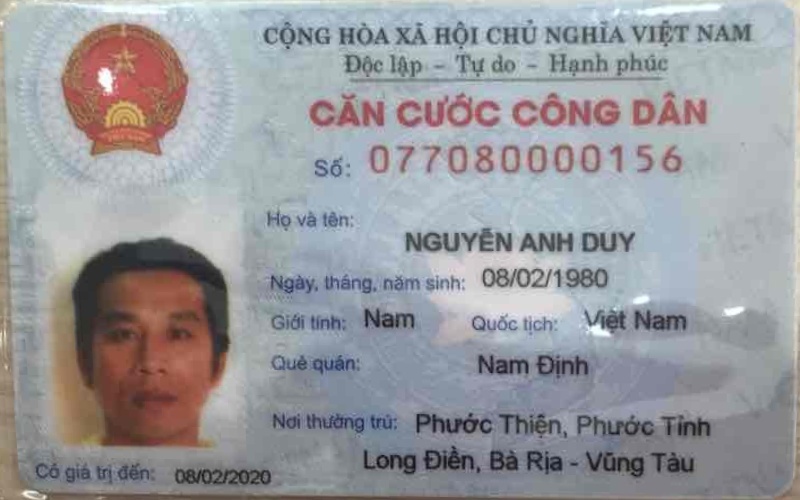 CỘNG HÒA XÃ HỘI CHỦ NGHĨA VIỆT NAM
Độc lập - Tự do - Hạnh phúc
CĂN CƯỚC CÔNG DÂN
Số: 077080000156
Họ và tên:
NGUYỄN ANH DUY
Ngày, tháng, năm sinh: 08/02/1980
Giới tính: Nam Quốc tịch: Việt Nam
Quê quán: Nam Định
Nơi thường trú: Phước Thiện, Phước Tỉnh
Long Điền, Bà Rịa - Vũng Tàu
Có giá trị đến: 08/02/2020